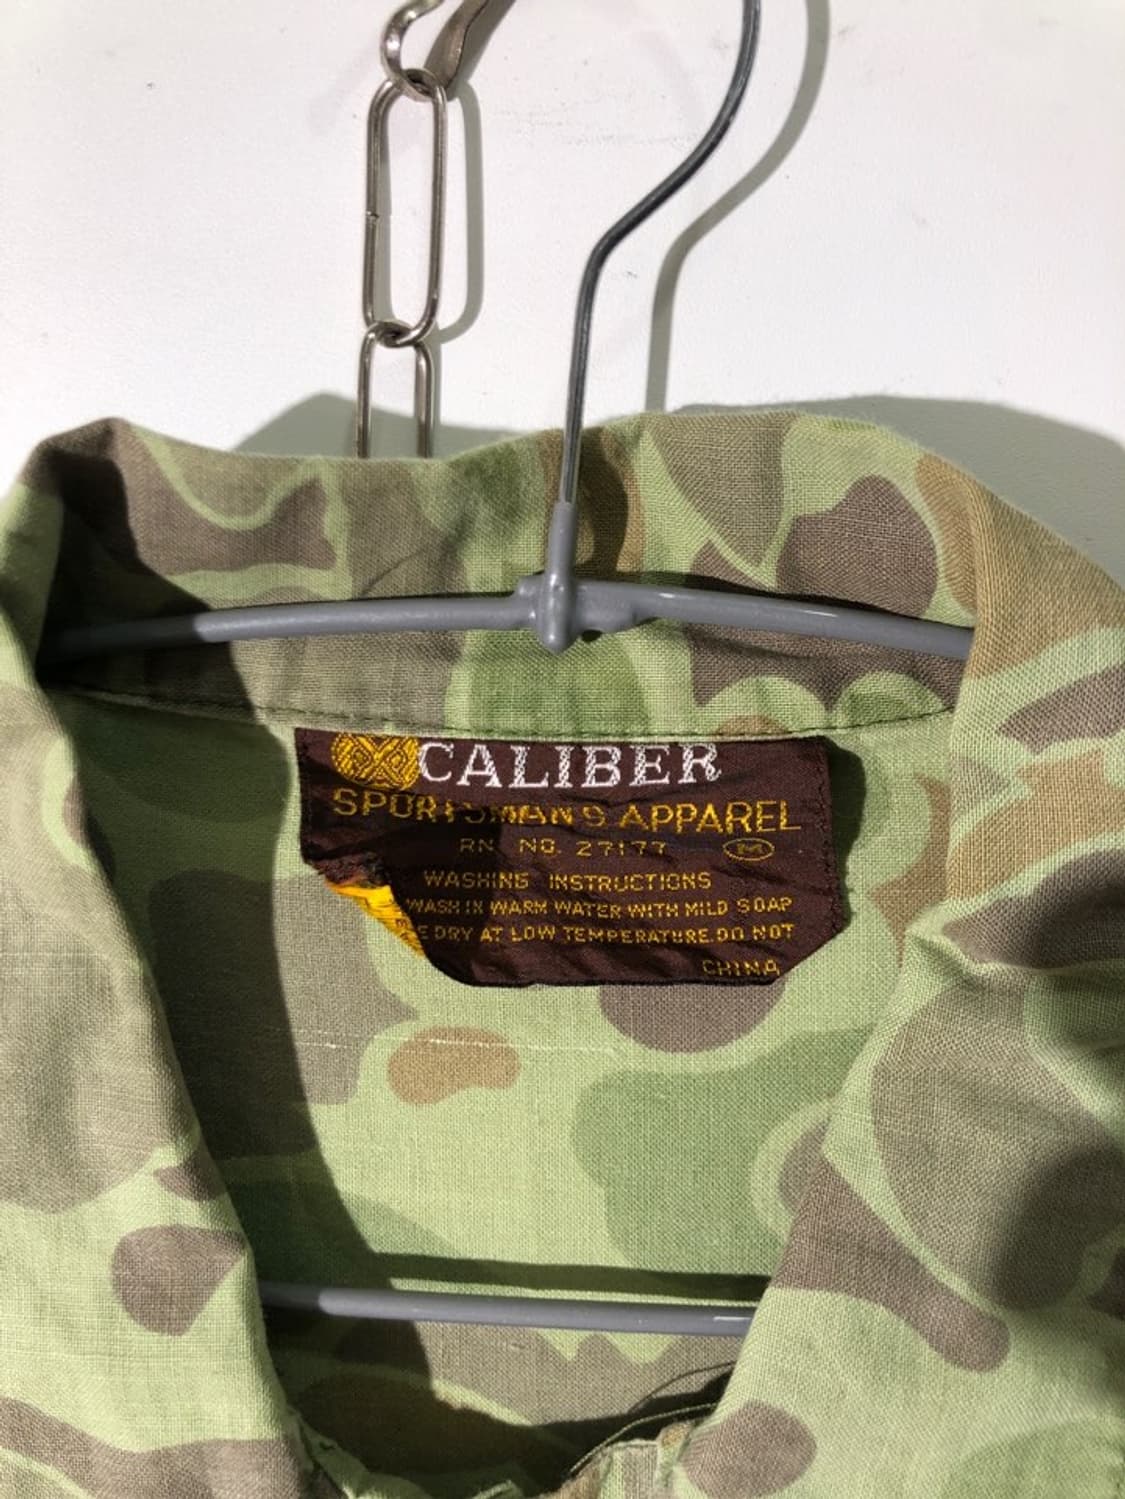 CALIBER
SPORTSMAN'S APPAREL
RN. NO. 27177 M
WASHING INSTRUCTIONS
WASH IN WARM WATER WITH MILD SOAP
DRY AT LOW TEMPERATURE. DO NOT
CHINA